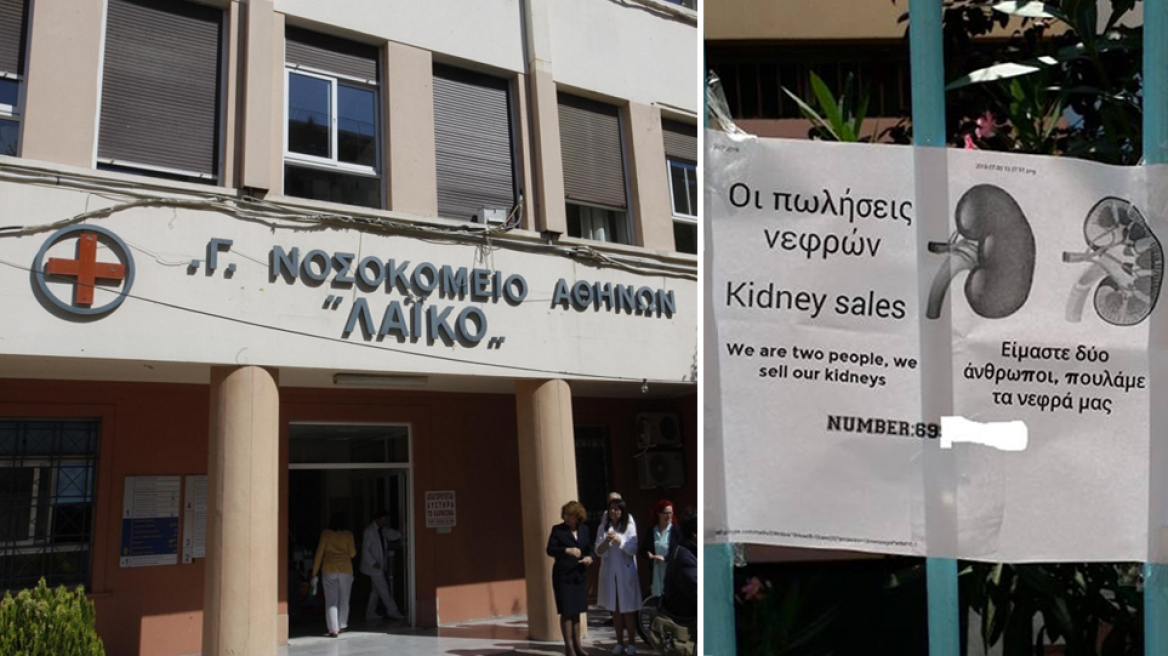 .Γ. ΝΟΣΟΚΟΜΕΙΟ ΑΘΗΝΩΝ
"ΛΑΪΚΟ"
Οι πωλήσεις
νεφρών
Kidney sales
We are two people, we
sell our kidneys
Είμαστε δύο
άνθρωποι, πουλάμε
τα νεφρά μας
NUMBER:69